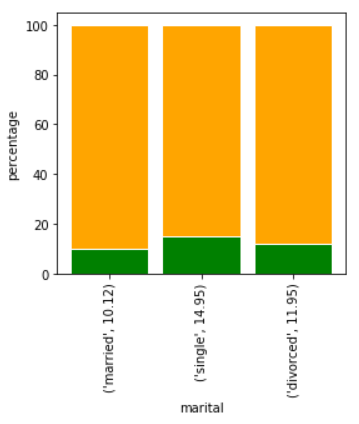 100
80
60
40
20
0
percentage
('married', 10.12)
('single', 14.95)
('divorced', 11.95)
marital